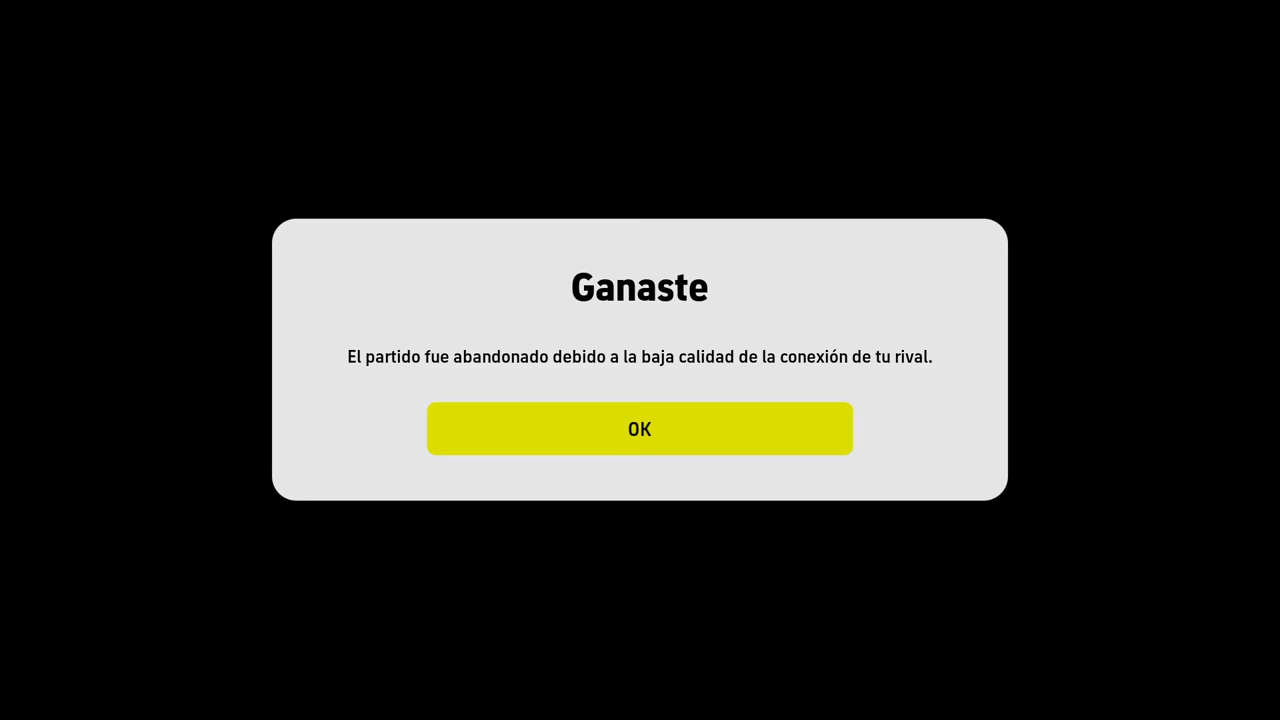 Ganaste
El partido fue abandonado debido a la baja calidad de la conexión de tu rival.
OK